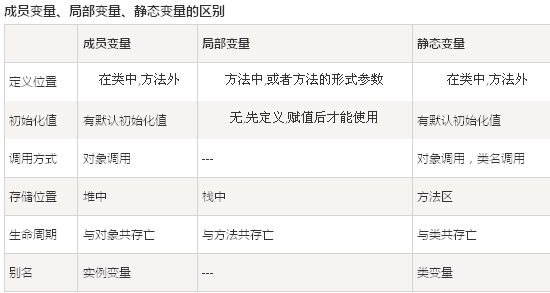 成员变量、局部变量、静态变量的区别
成员变量 局部变量 静态变量
定义位置 在类中,方法外 方法中,或者方法的形式参数 在类中,方法外
初始化值 有默认初始化值 无,先定义,赋值后才能使用 有默认初始化值
调用方式 对象调用 --- 对象调用，类名调用
存储位置 堆中 栈中 方法区
生命周期 与对象共存亡 与方法共存亡 与类共存亡
别名 实例变量 --- 类变量